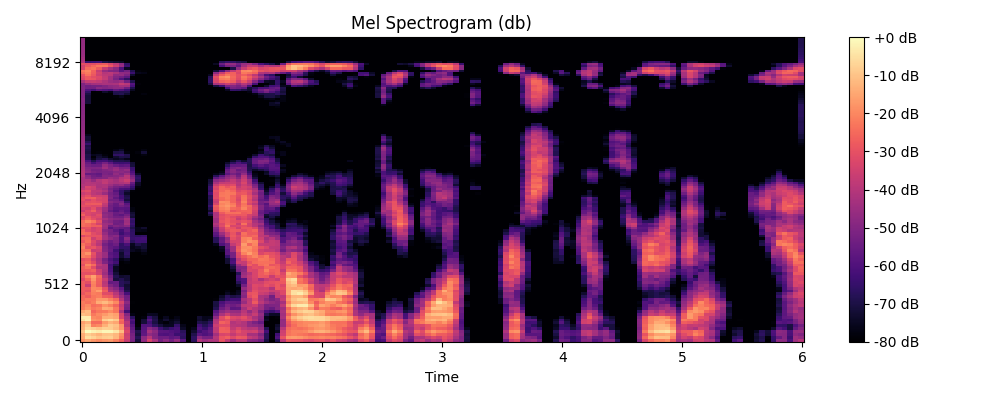 Mel Spectrogram (db)
8192
4096
2048
1024
512
0
Hz
0 1 2 3 4 5 6
Time
+0 dB
-10 dB
-20 dB
-30 dB
-40 dB
-50 dB
-60 dB
-70 dB
-80 dB